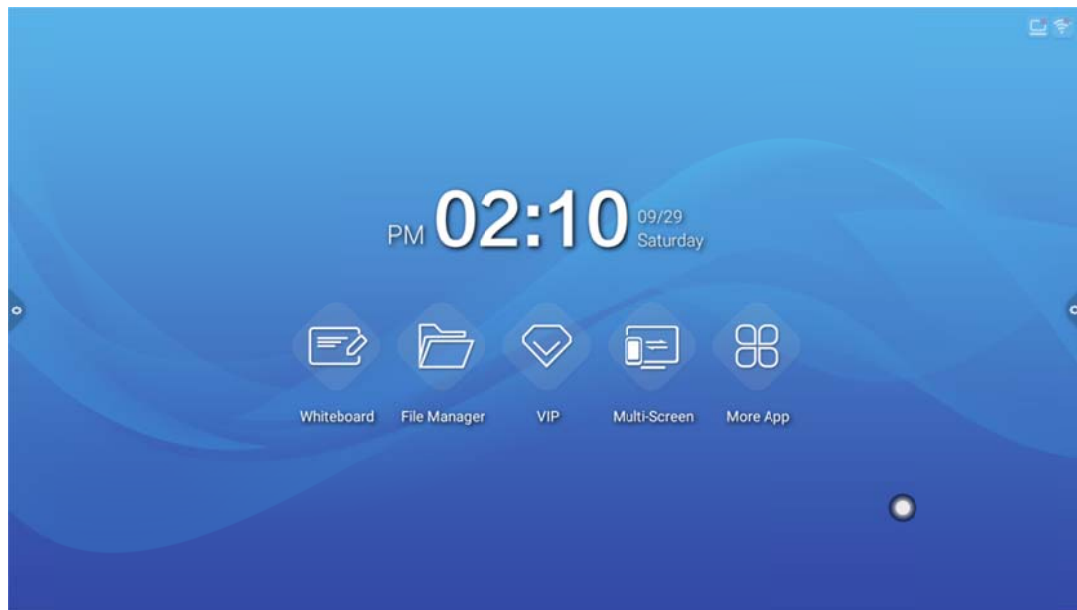 PM 02:10 09/29
Saturday
Whiteboard File Manager VIP Multi-Screen More App